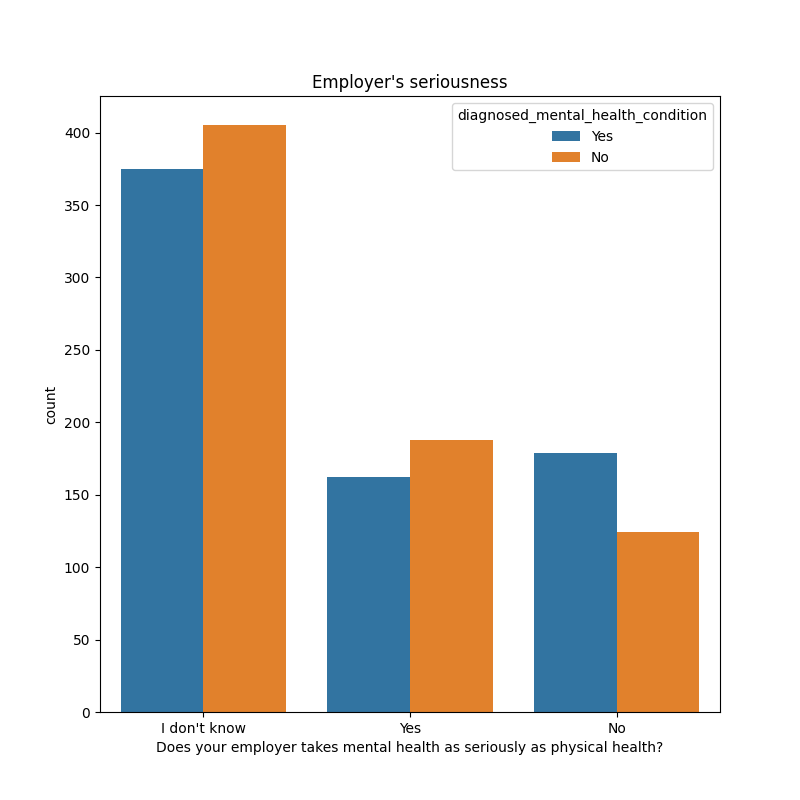 Employer's seriousness
diagnosed_mental_health_condition
Yes
No
400
350
300
250
200
150
100
50
0
count
I don't know
Yes
No
Does your employer takes mental health as seriously as physical health?